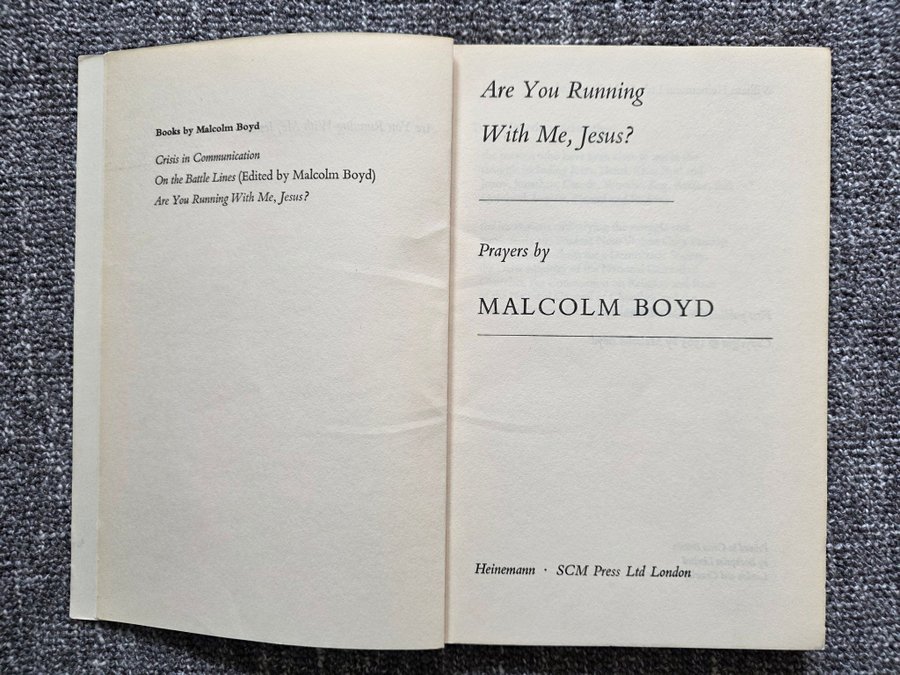 Books by Malcolm Boyd
Crisis in Communication
On the Battle Lines (Edited by Malcolm Boyd)
Are You Running With Me, Jesus?
Are You Running
With Me, Jesus?
Prayers by
MALCOLM BOYD
Heinemann · SCM Press Ltd London